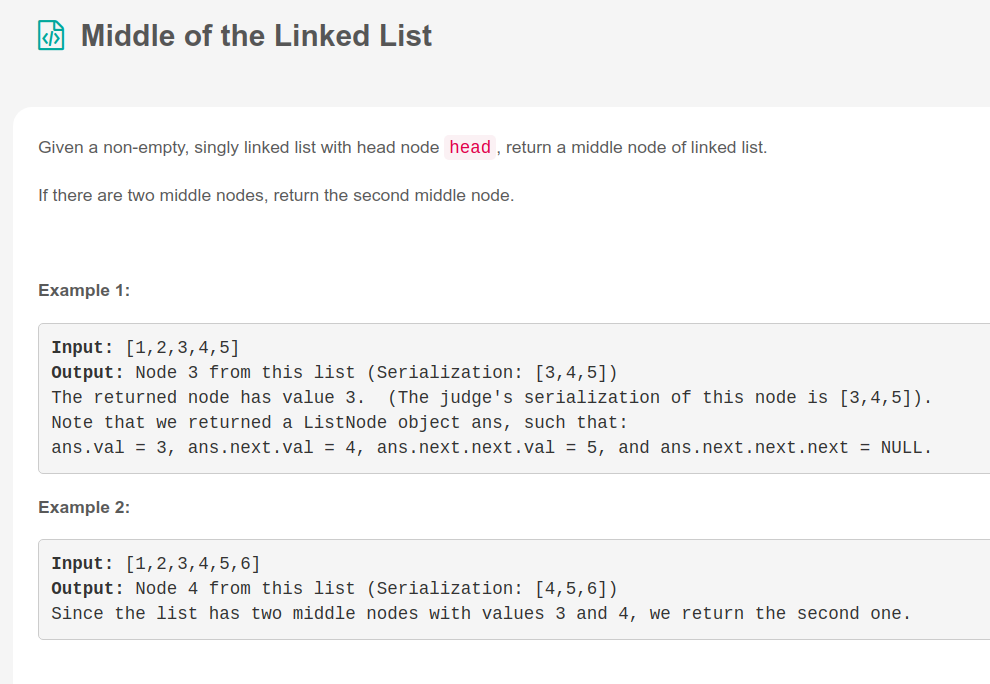 Middle of the Linked List
Given a non-empty, singly linked list with head node head, return a middle node of linked list.
If there are two middle nodes, return the second middle node.
Example 1:
Input: [1,2,3,4,5]
Output: Node 3 from this list (Serialization: [3,4,5])
The returned node has value 3.  (The judge's serialization of this node is [3,4,5]).
Note that we returned a ListNode object ans, such that:
ans.val = 3, ans.next.val = 4, ans.next.next.val = 5, and ans.next.next.next = NULL.
Example 2:
Input: [1,2,3,4,5,6]
Output: Node 4 from this list (Serialization: [4,5,6])
Since the list has two middle nodes with values 3 and 4, we return the second one.